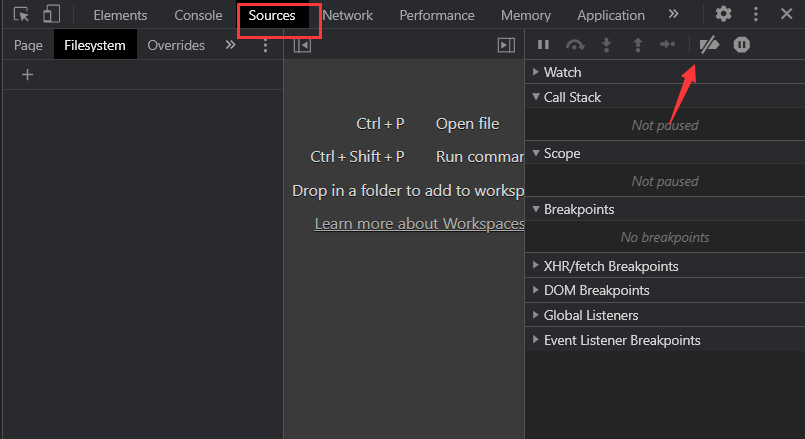 Elements Console Sources Network Performance Memory Application »
Page Filesystem Overrides »
Watch
Call Stack
Not paused
Scope
Not paused
Breakpoints
No breakpoints
XHR/fetch Breakpoints
DOM Breakpoints
Global Listeners
Event Listener Breakpoints
Ctrl + P Open file
Ctrl + Shift + P Run comman
Drop in a folder to add to worksp
Learn more about Workspaces